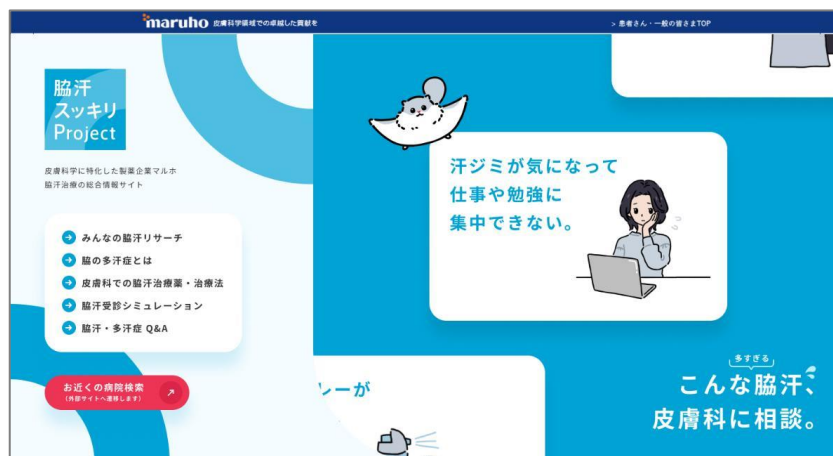 maruho 皮膚科学領域での卓越した貢献を
> 患者さん・一般の皆さまTOP
脇汗
スッキリ
Project
皮膚科学に特化した製薬企業マルホ
脇汗治療の総合情報サイト
みんなの脇汗リサーチ
脇の多汗症とは
皮膚科での脇汗治療薬・治療法
脇汗受診シミュレーション
脇汗・多汗症 Q&A
お近くの病院検索
(外部サイトへ遷移します)
汗ジミが気になって
仕事や勉強に
集中できない。
レーが
多すぎる
こんな脇汗、
皮膚科に相談。